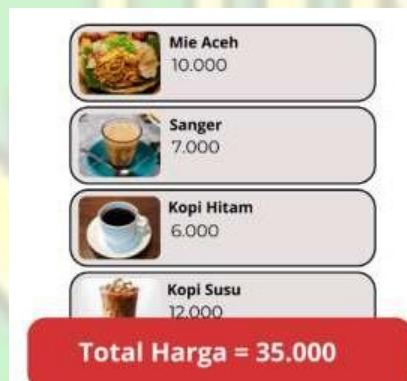 Mie Aceh
10.000
Sanger
7.000
Kopi Hitam
6.000
Kopi Susu
12.000
Total Harga = 35.000